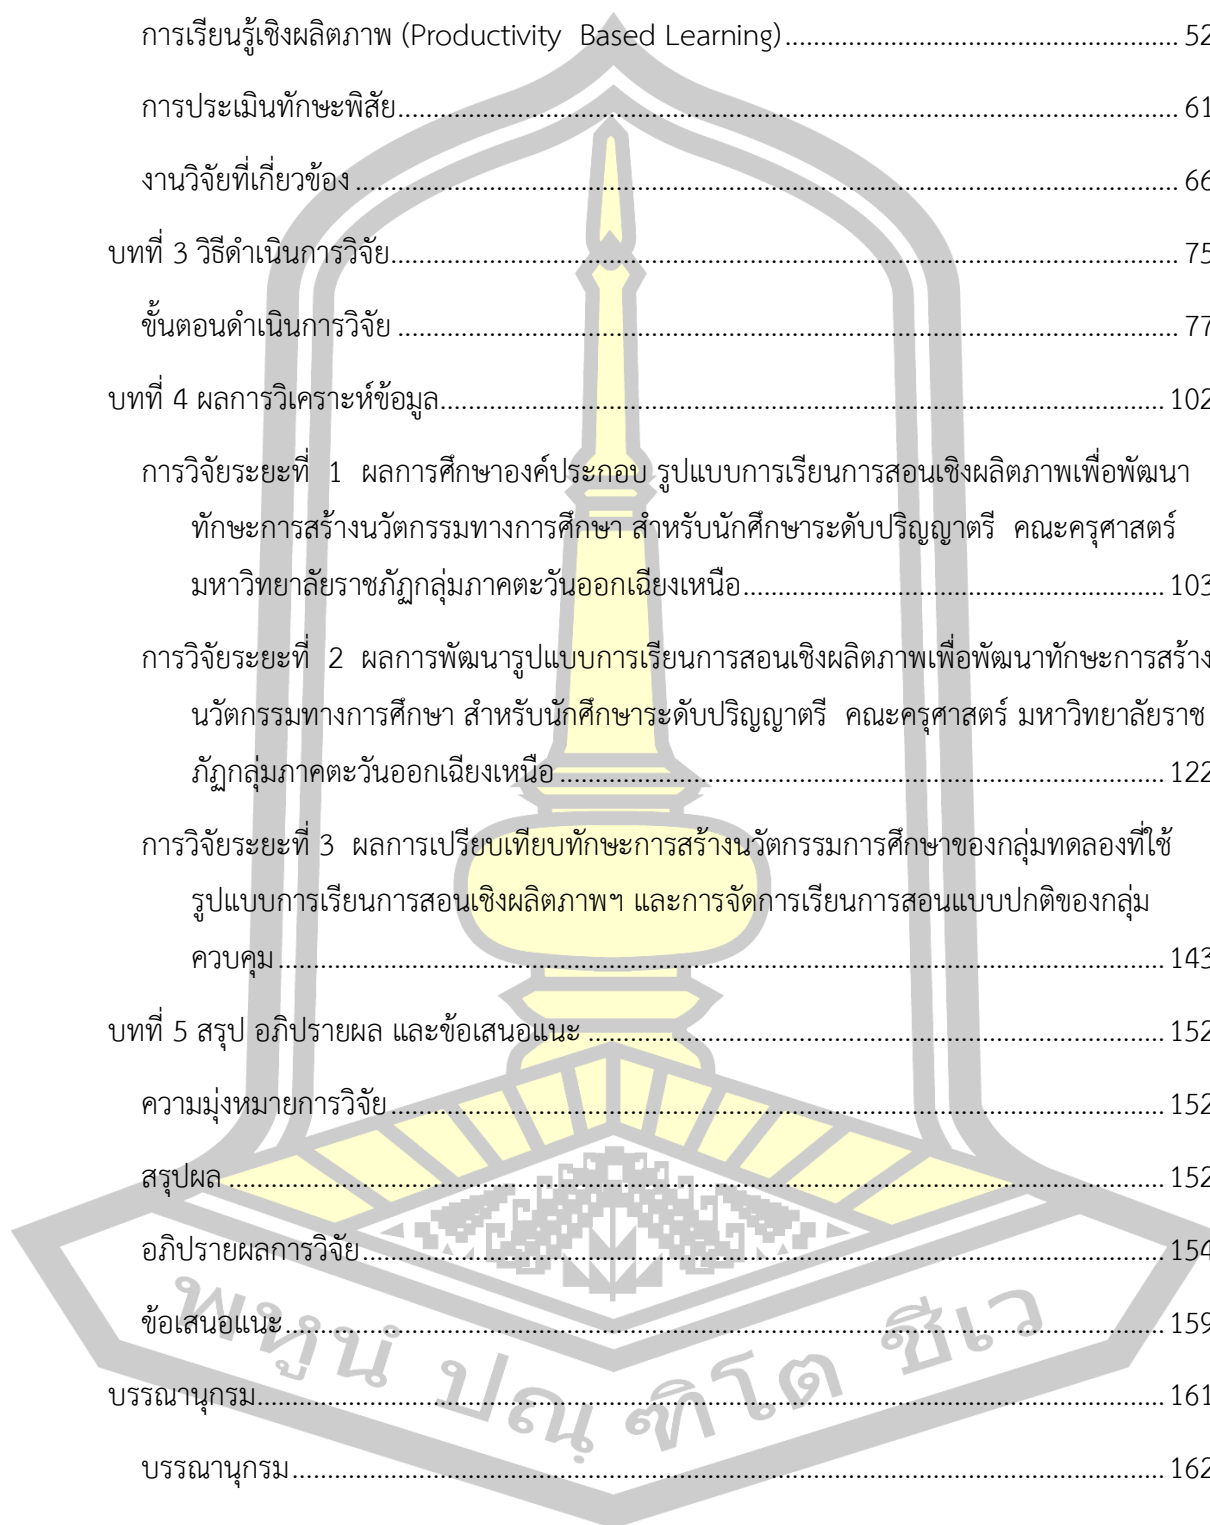 การเรียนรู้เชิงผลิตภาพ (Productivity Based Learning)........................................................ 52
การประเมินทักษะพิสัย................................................................................................................ 61
งานวิจัยที่เกี่ยวข้อง...................................................................................................................... 66
บทที่ 3 วิธีดำเนินการวิจัย............................................................................................................... 75
ขั้นตอนดำเนินการวิจัย................................................................................................................ 77
บทที่ 4 ผลการวิเคราะห์ข้อมูล........................................................................................................ 102
การวิจัยระยะที่ 1 ผลการศึกษาองค์ประกอบ รูปแบบการเรียนการสอนเชิงผลิตภาพเพื่อพัฒนา
ทักษะการสร้างนวัตกรรมทางการศึกษา สำหรับนักศึกษาระดับปริญญาตรี คณะครุศาสตร์
มหาวิทยาลัยราชภัฏกลุ่มภาคตะวันออกเฉียงเหนือ............................................................ 103
การวิจัยระยะที่ 2 ผลการพัฒนารูปแบบการเรียนการสอนเชิงผลิตภาพเพื่อพัฒนาทักษะการสร้าง
นวัตกรรมทางการศึกษา สำหรับนักศึกษาระดับปริญญาตรี คณะครุศาสตร์ มหาวิทยาลัยราช
ภัฏกลุ่มภาคตะวันออกเฉียงเหนือ...................................................................................... 122
การวิจัยระยะที่ 3 ผลการเปรียบเทียบทักษะการสร้างนวัตกรรมการศึกษาของกลุ่มทดลองที่ใช้
รูปแบบการเรียนการสอนเชิงผลิตภาพฯ และการจัดการเรียนการสอนแบบปกติของกลุ่ม
ควบคุม............................................................................................................................. 143
บทที่ 5 สรุป อภิปรายผล และข้อเสนอแนะ................................................................................... 152
ความมุ่งหมายการวิจัย................................................................................................................ 152
สรุปผล........................................................................................................................................ 152
อภิปรายผลการวิจัย.................................................................................................................... 154
ข้อเสนอแนะ............................................................................................................................... 159
บรรณานุกรม.................................................................................................................................. 161
บรรณานุกรม.............................................................................................................................. 162
พหูนํ ปณฺฑิโต ชีเว